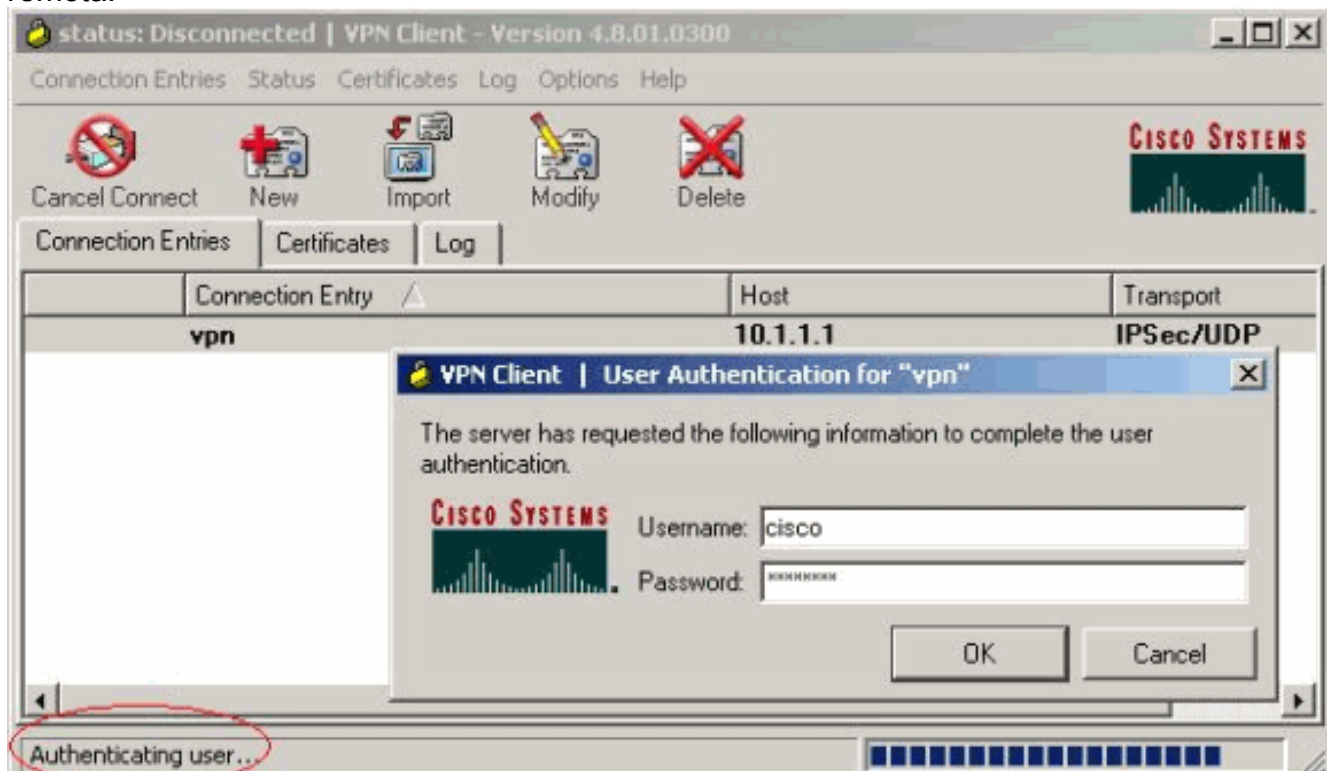 status: Disconnected | VPN Client - Version 4.8.01.0300
Connection Entries Status Certificates Log Options Help
Cancel Connect New Import Modify Delete
CISCO SYSTEMS
Connection Entries Certificates Log
Connection Entry Host Transport
vpn 10.1.1.1 IPSec/UDP
VPN Client | User Authentication for "vpn"
The server has requested the following information to complete the user
authentication.
CISCO SYSTEMS
Username: cisco
Password: ********
OK Cancel
Authenticating user...